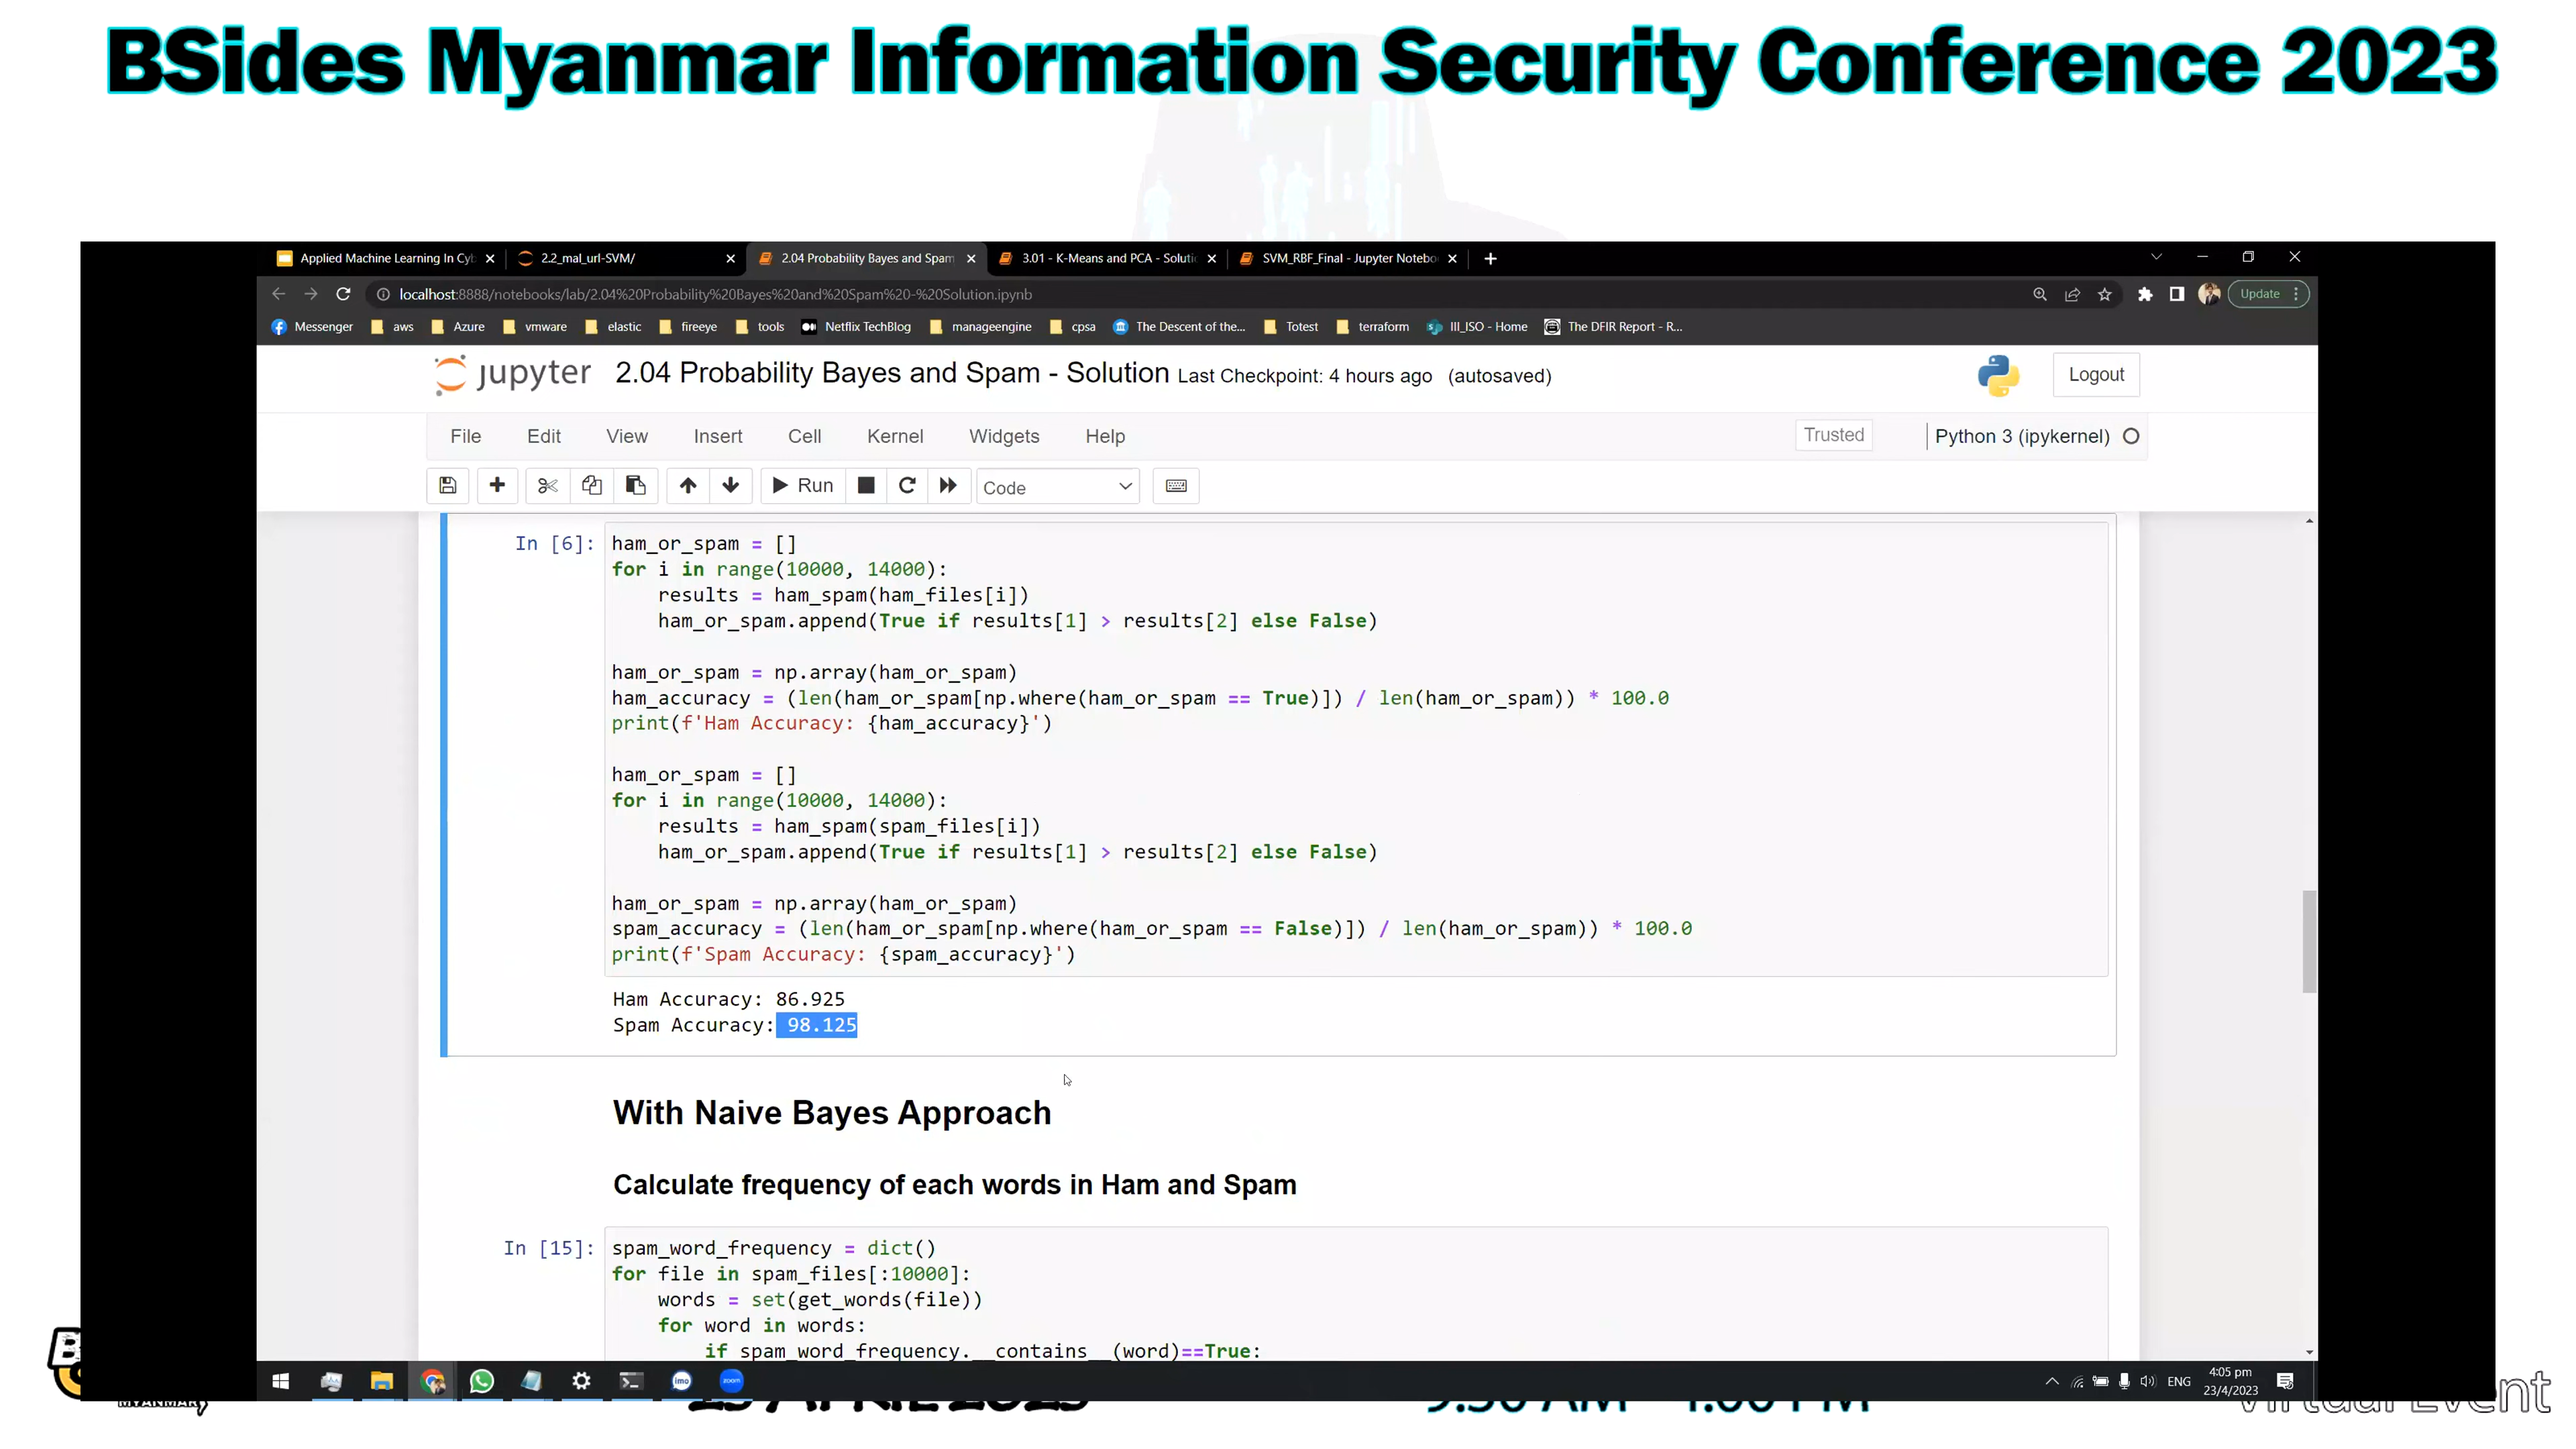 BSides Myanmar Information Security Conference 2023
Applied Machine Learning In Cyb
2.2_mal_url-SVM/
2.04 Probability Bayes and Spam
3.01 - K-Means and PCA - Soluti
SVM_RBF_Final - Jupyter Notebo
localhost:8888/notebooks/lab/2.04%20Probability%20Bayes%20and%20Spam%20-%20Solution.ipynb
Update
Messenger aws Azure vmware elastic fireeye tools Netflix TechBlog manageengine cpsa The Descent of the... Totest terraform III_ISO - Home The DFIR Report - R...
jupyter 2.04 Probability Bayes and Spam - Solution Last Checkpoint: 4 hours ago (autosaved)
Logout
File Edit View Insert Cell Kernel Widgets Help
Trusted
Python 3 (ipykernel)
Run
Code
In [6]:
ham_or_spam = []
for i in range(10000, 14000):
    results = ham_spam(ham_files[i])
    ham_or_spam.append(True if results[1] > results[2] else False)
ham_or_spam = np.array(ham_or_spam)
ham_accuracy = (len(ham_or_spam[np.where(ham_or_spam == True)]) / len(ham_or_spam)) * 100.0
print(f'Ham Accuracy: {ham_accuracy}')
ham_or_spam = []
for i in range(10000, 14000):
    results = ham_spam(spam_files[i])
    ham_or_spam.append(True if results[1] > results[2] else False)
ham_or_spam = np.array(ham_or_spam)
spam_accuracy = (len(ham_or_spam[np.where(ham_or_spam == False)]) / len(ham_or_spam)) * 100.0
print(f'Spam Accuracy: {spam_accuracy}')
Ham Accuracy: 86.925
Spam Accuracy: 98.125
With Naive Bayes Approach
Calculate frequency of each words in Ham and Spam
In [15]:
spam_word_frequency = dict()
for file in spam_files[:10000]:
    words = set(get_words(file))
    for word in words:
        if spam_word_frequency.__contains__(word)==True:
imo
zoom
ENG
4:05 pm
23/4/2023
MYANMAR
Virtual Event